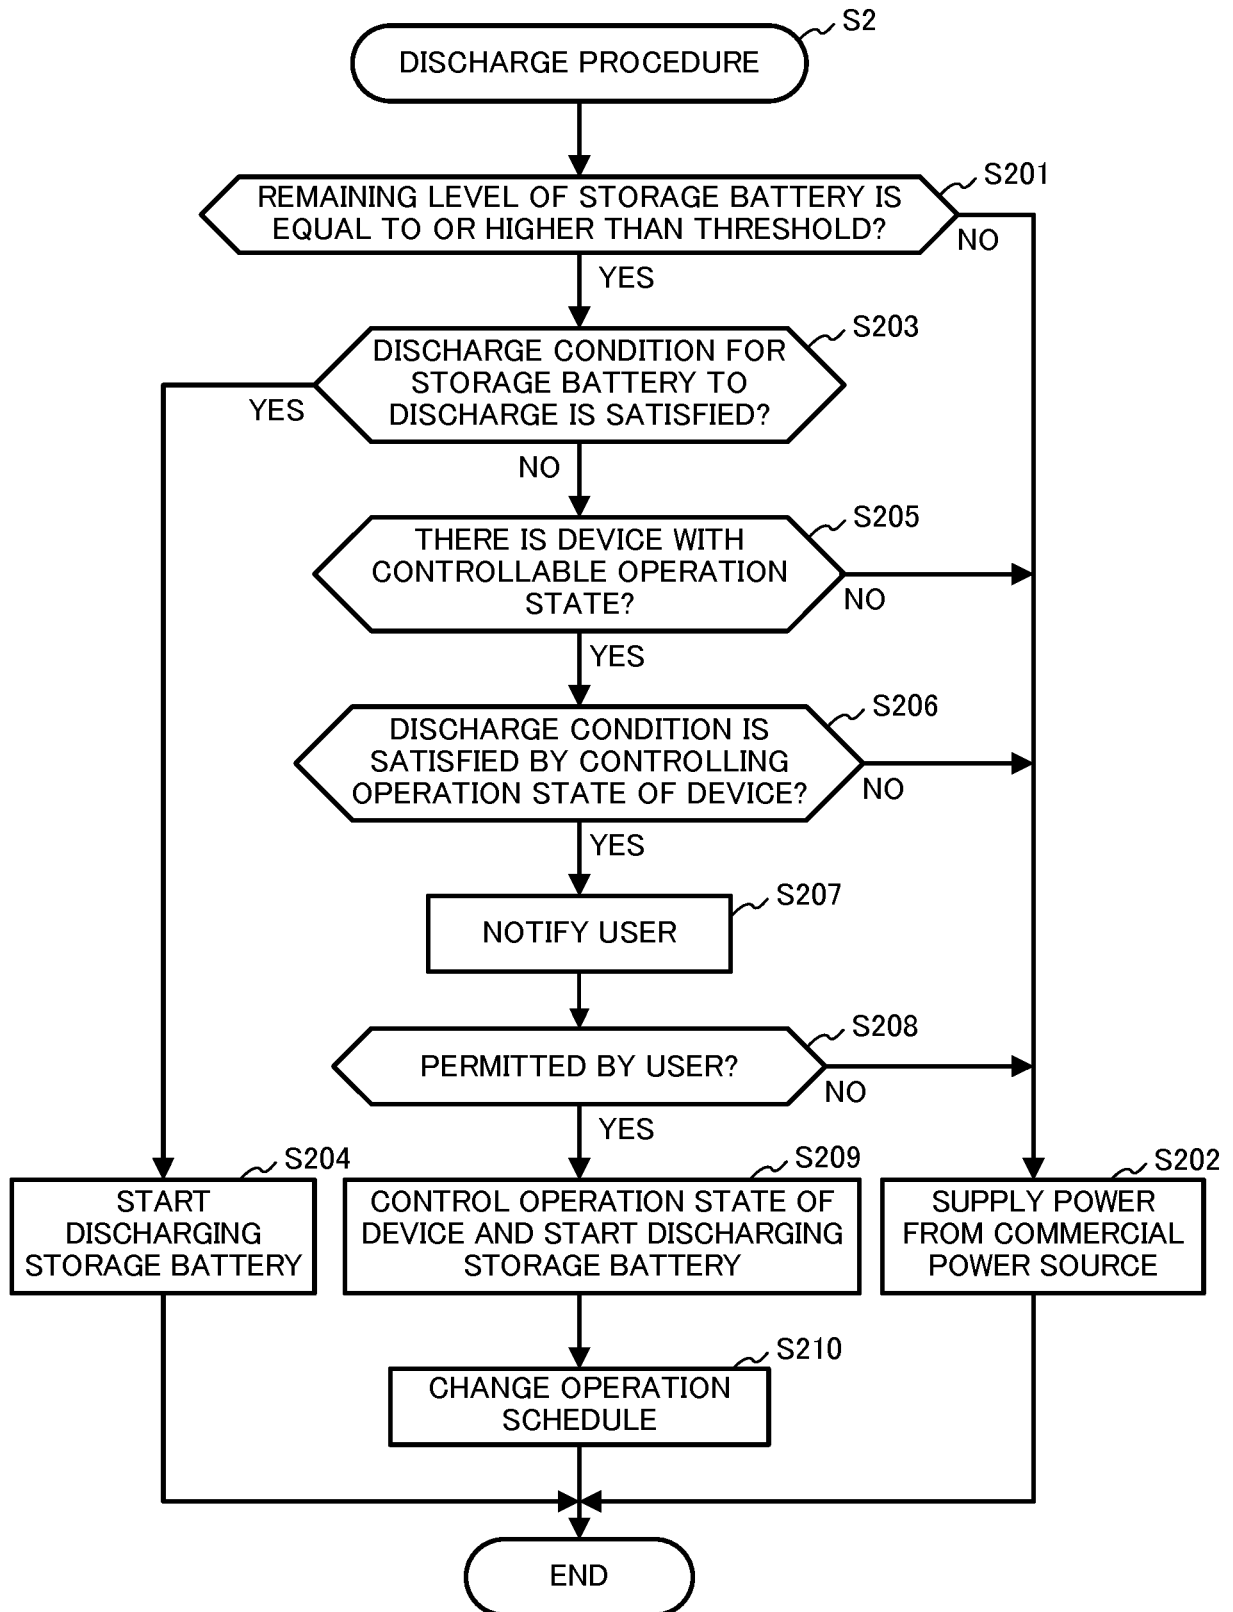 S2
DISCHARGE PROCEDURE
S201
REMAINING LEVEL OF STORAGE BATTERY IS
EQUAL TO OR HIGHER THAN THRESHOLD?
NO
YES
S203
DISCHARGE CONDITION FOR
STORAGE BATTERY TO
DISCHARGE IS SATISFIED?
YES
NO
S205
THERE IS DEVICE WITH
CONTROLLABLE OPERATION
STATE?
NO
YES
S206
DISCHARGE CONDITION IS
SATISFIED BY CONTROLLING
OPERATION STATE OF DEVICE?
NO
YES
S207
NOTIFY USER
S208
PERMITTED BY USER?
NO
YES
S204
START
DISCHARGING
STORAGE BATTERY
S209
CONTROL OPERATION STATE OF
DEVICE AND START DISCHARGING
STORAGE BATTERY
S202
SUPPLY POWER
FROM COMMERCIAL
POWER SOURCE
S210
CHANGE OPERATION
SCHEDULE
END